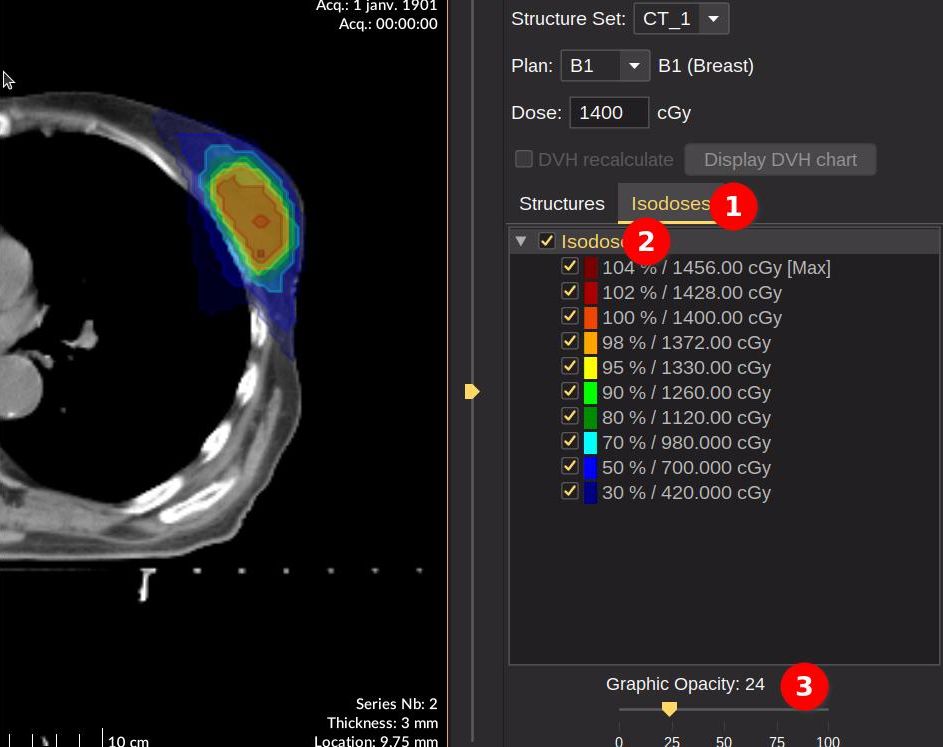 Acq.: 1 janv. 1901
Acq.: 00:00:00
Series Nb: 2
Thickness: 3 mm
Location: 9.75 mm
10 cm
Structure Set: CT_1
Plan: B1 B1 (Breast)
Dose: 1400 cGy
DVH recalculate Display DVH chart
Structures Isodoses 1
2
104 % / 1456.00 cGy [Max]
102 % / 1428.00 cGy
100 % / 1400.00 cGy
98 % / 1372.00 cGy
95 % / 1330.00 cGy
90 % / 1260.00 cGy
80 % / 1120.00 cGy
70 % / 980.000 cGy
50 % / 700.000 cGy
30 % / 420.000 cGy
Graphic Opacity: 24 3
0 25 50 75 100